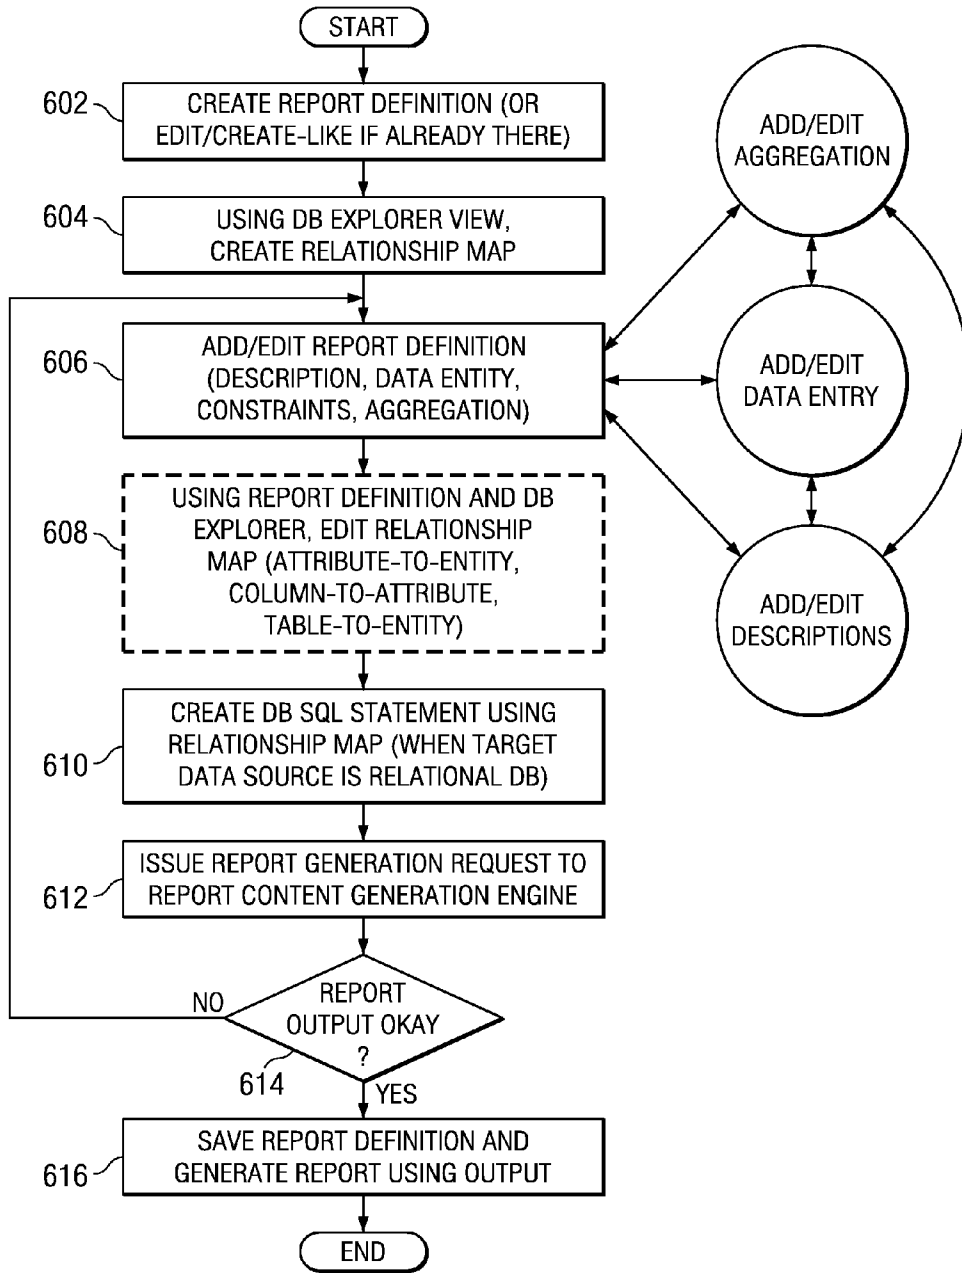 START
602
CREATE REPORT DEFINITION (OR
EDIT/CREATE-LIKE IF ALREADY THERE)
604
USING DB EXPLORER VIEW,
CREATE RELATIONSHIP MAP
606
ADD/EDIT REPORT DEFINITION
(DESCRIPTION, DATA ENTITY,
CONSTRAINTS, AGGREGATION)
608
USING REPORT DEFINITION AND DB
EXPLORER, EDIT RELATIONSHIP
MAP (ATTRIBUTE-TO-ENTITY,
COLUMN-TO-ATTRIBUTE,
TABLE-TO-ENTITY)
610
CREATE DB SQL STATEMENT USING
RELATIONSHIP MAP (WHEN TARGET
DATA SOURCE IS RELATIONAL DB)
612
ISSUE REPORT GENERATION REQUEST TO
REPORT CONTENT GENERATION ENGINE
NO
REPORT
OUTPUT OKAY
?
614
YES
616
SAVE REPORT DEFINITION AND
GENERATE REPORT USING OUTPUT
END
ADD/EDIT
AGGREGATION
ADD/EDIT
DATA ENTRY
ADD/EDIT
DESCRIPTIONS